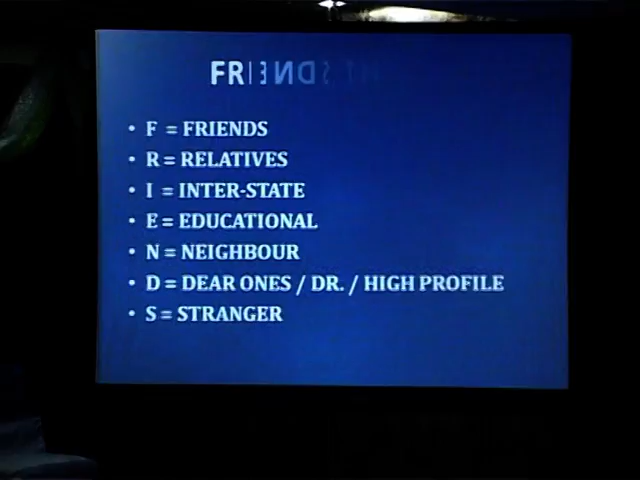 FR
• F = FRIENDS
• R = RELATIVES
• I = INTER-STATE
• E = EDUCATIONAL
• N = NEIGHBOUR
• D = DEAR ONES / DR. / HIGH PROFILE
• S = STRANGER